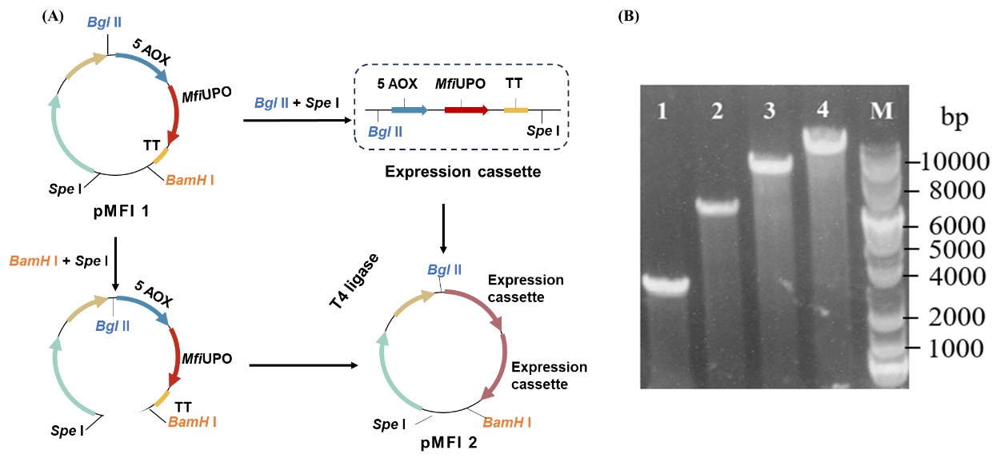 (A)
Bgl II
5 AOX
MfiUPO
TT
BamH I
Spe I
pMFI 1
Bgl II + Spe I
5 AOX MfiUPO TT
Bgl II
Spe I
Expression cassette
BamH I + Spe I
5 AOX
Bgl II
MfiUPO
TT
BamH I
Spe I
T4 ligase
Bgl II
Expression
cassette
Expression
cassette
Spe I
BamH I
pMFI 2
(B)
1 2 3 4 M
bp
10000
8000
6000
5000
4000
2000
1000